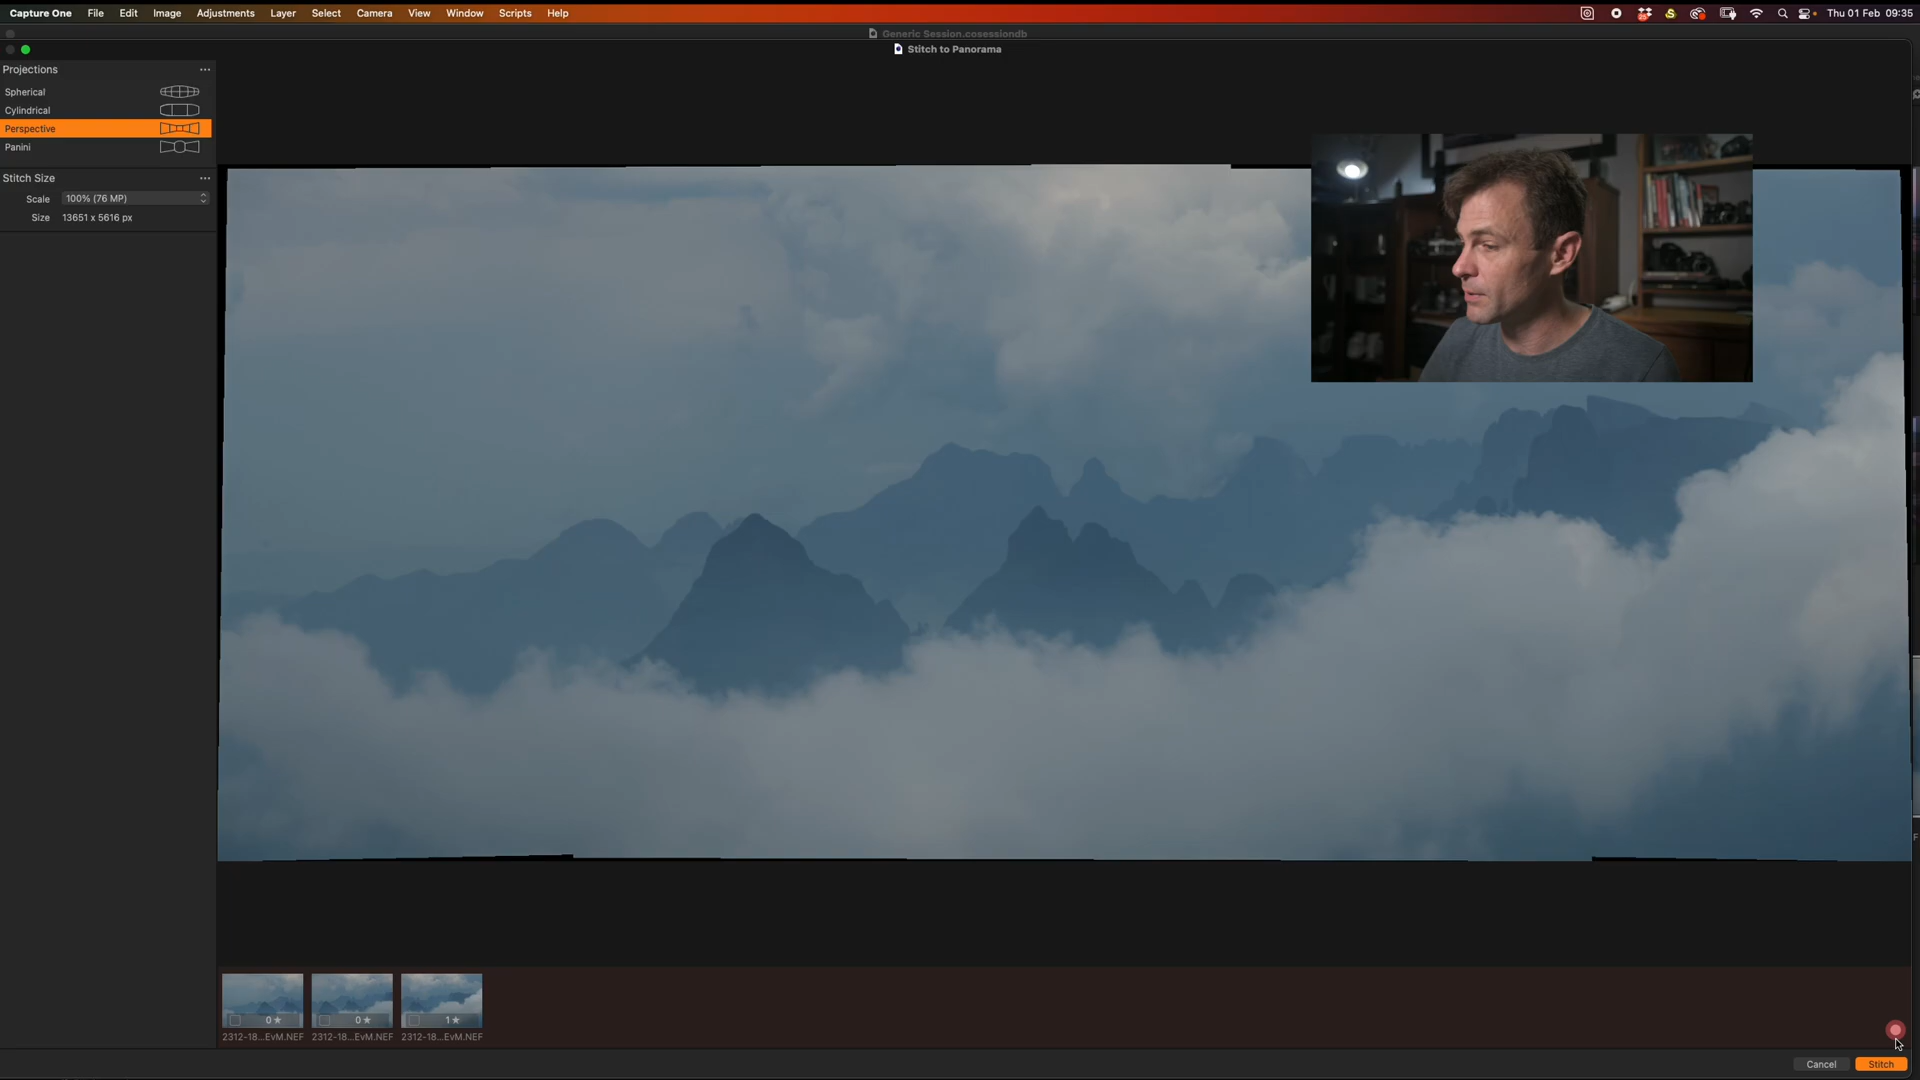 Capture One File Edit Image Adjustments Layer Select Camera View Window Scripts Help Thu 01 Feb 09:35
Generic Session.cosessiondb
Stitch to Panorama
Projections
Spherical
Cylindrical
Perspective
Panini
Stitch Size
Scale 100% (76 MP)
Size 13651 x 5616 px
0★ 0★ 1★
2312-18...EvM.NEF 2312-18...EvM.NEF 2312-18...EvM.NEF
Cancel Stitch